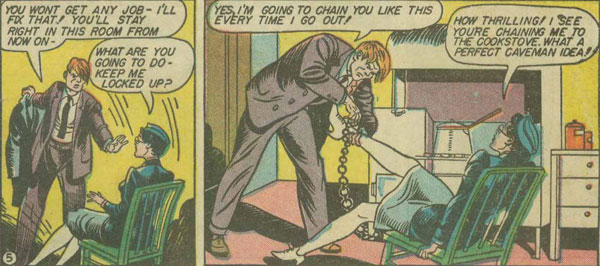 YOU WONT GET ANY JOB - I'LL
FIX THAT! YOU'LL STAY
RIGHT IN THIS ROOM FROM
NOW ON-
WHAT ARE YOU
GOING TO DO-
KEEP ME
LOCKED UP?
5
YES, I'M GOING TO CHAIN YOU LIKE THIS
EVERY TIME I GO OUT!
HOW THRILLING! I SEE
YOU'RE CHAINING ME TO
THE COOKSTOVE. WHAT A
PERFECT CAVEMAN IDEA!